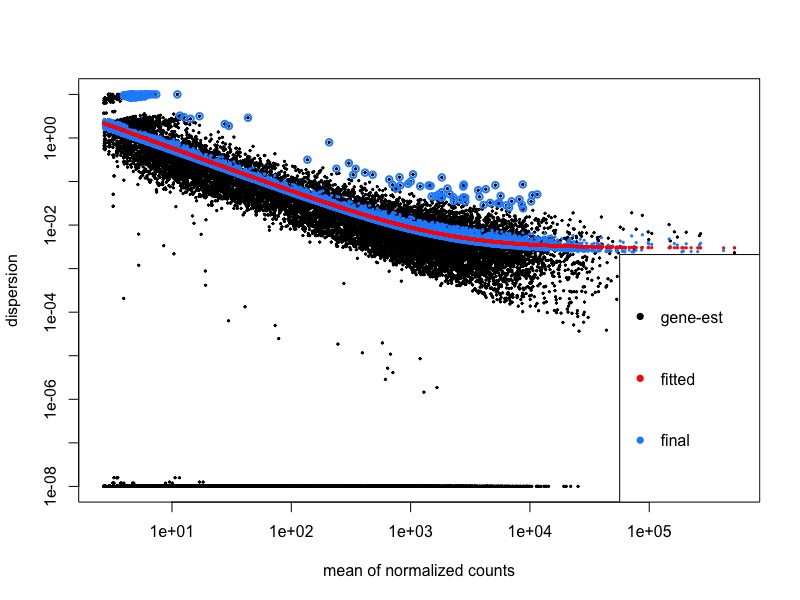 dispersion
1e+00
1e-02
1e-04
1e-06
1e-08
gene-est
fitted
final
1e+01 1e+02 1e+03 1e+04 1e+05
mean of normalized counts